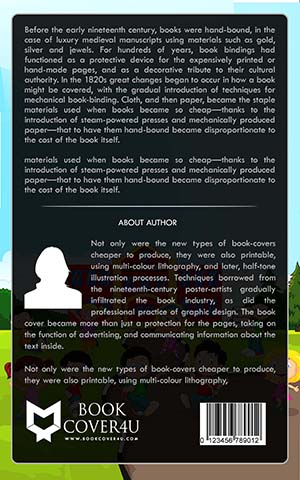 Before the early nineteenth century, books were hand-bound, in the
case of luxury medieval manuscripts using materials such as gold,
silver and jewels. For hundreds of years, book bindings had
functioned as a protective device for the expensively printed or
hand-made pages, and as a decorative tribute to their cultural
authority. In the 1820s great changes began to occur in how a book
might be covered, with the gradual introduction of techniques for
mechanical book-binding. Cloth, and then paper, became the staple
materials used when books became so cheap—thanks to the
introduction of steam-powered presses and mechanically produced
paper—that to have them hand-bound became disproportionate to
the cost of the book itself.
materials used when books became so cheap—thanks to the
introduction of steam-powered presses and mechanically produced
paper—that to have them hand-bound became disproportionate to
the cost of the book itself.
ABOUT AUTHOR
Not only were the new types of book-covers
cheaper to produce, they were also printable,
using multi-colour lithography, and later, half-tone
illustration processes. Techniques borrowed from
the nineteenth-century poster-artists gradually
infiltrated the book industry, as did the
professional practice of graphic design. The book
cover became more than just a protection for the pages, taking on
the function of advertising, and communicating information about the
text inside.
Not only were the new types of book-covers cheaper to produce,
they were also printable, using multi-colour lithography,
BOOK
COVER4U
WWW.BOOKCOVER4U.COM
0 123456 789012